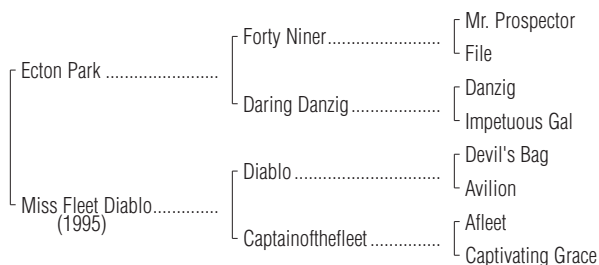 Mr. Prospector
Forty Niner........................
File
Ecton Park ........................
Danzig
Daring Danzig...................
Impetuous Gal
Devil's Bag
Diablo ...............................
Avilion
Miss Fleet Diablo..............
(1995)
Afleet
Captainofthefleet...............
Captivating Grace